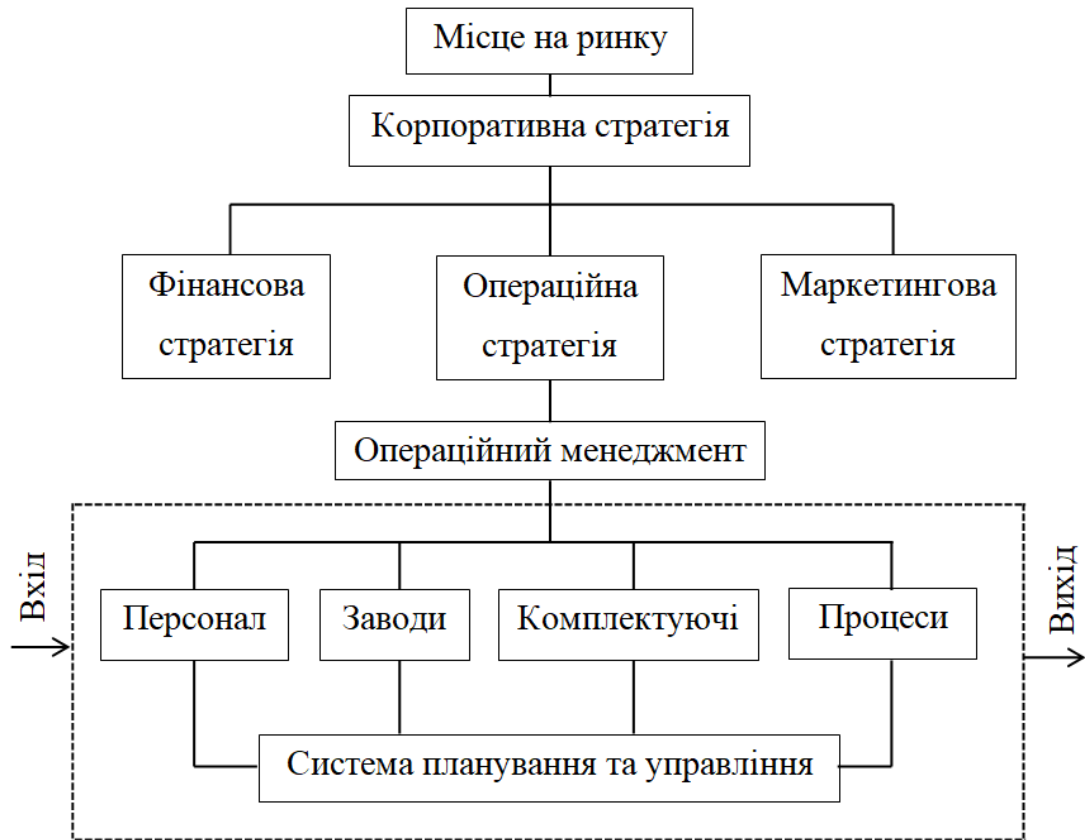 Місце на ринку
Корпоративна стратегія
Фінансова
стратегія
Операційна
стратегія
Маркетингова
стратегія
Операційний менеджмент
Вхід
Персонал
Заводи
Комплектуючі
Процеси
Вихід
Система планування та управління